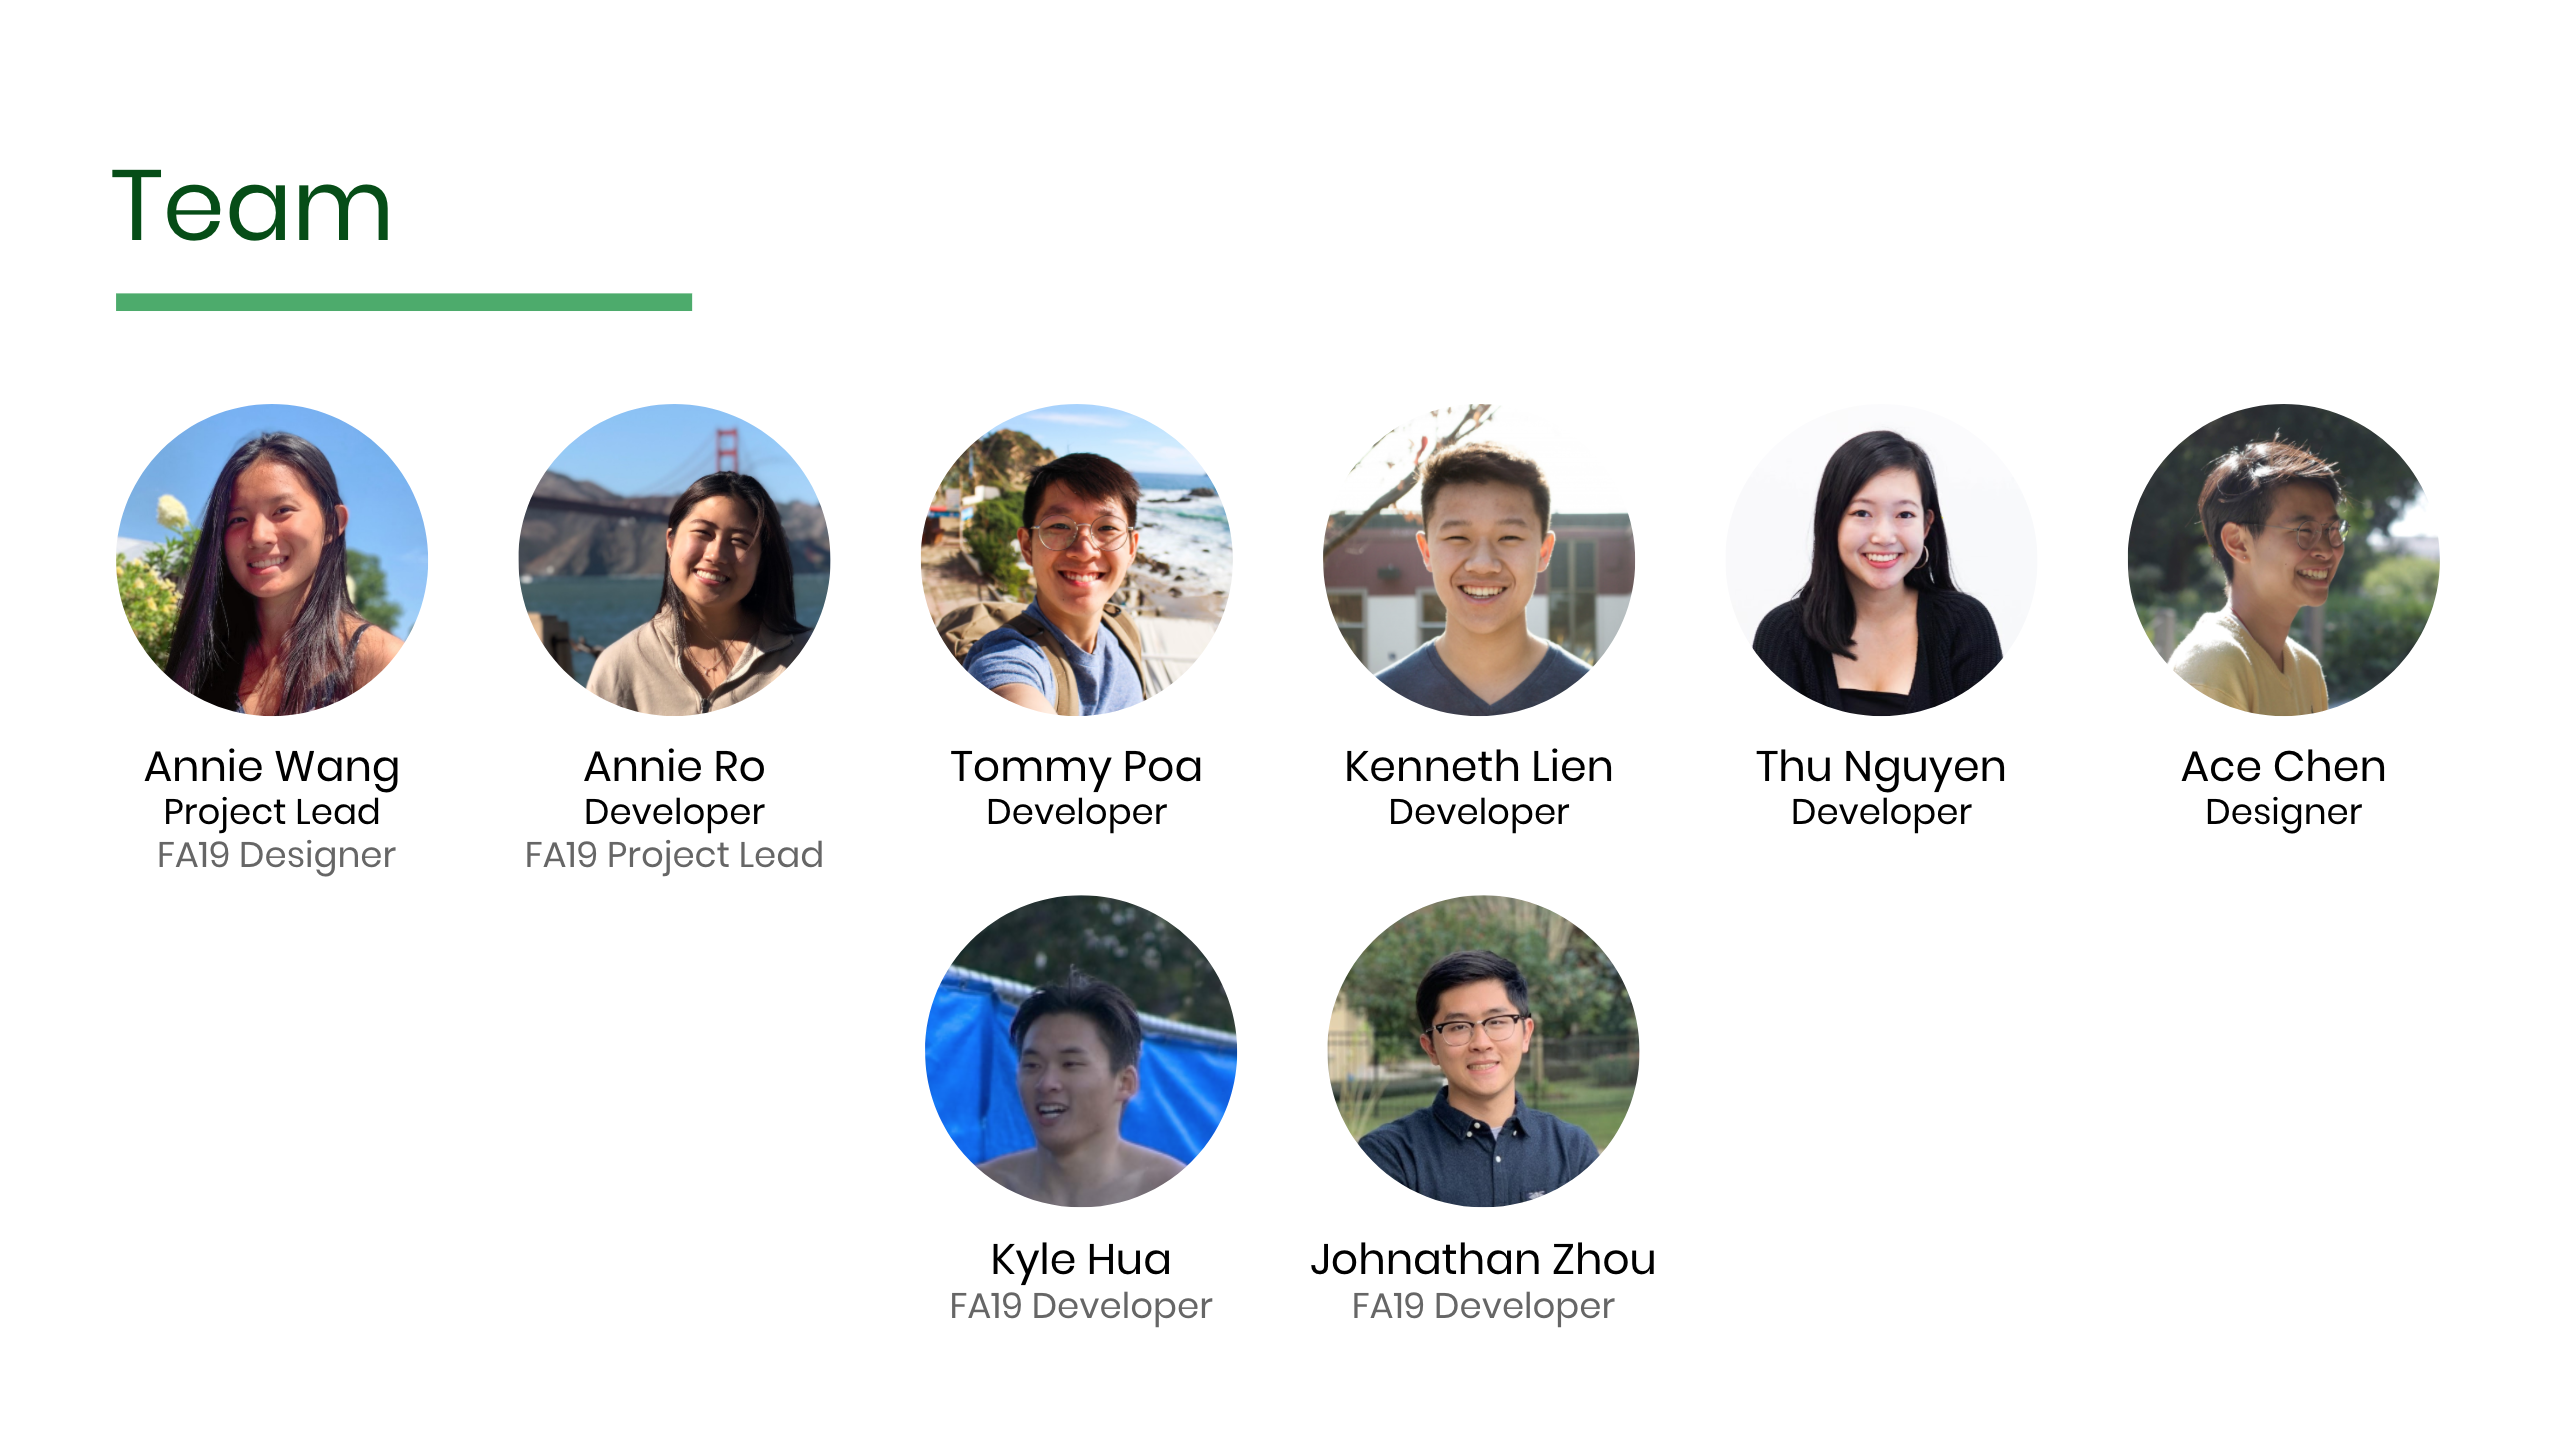 Team
Annie Wang
Project Lead
FA19 Designer
Annie Ro
Developer
FA19 Project Lead
Tommy Poa
Developer
Kenneth Lien
Developer
Thu Nguyen
Developer
Ace Chen
Designer
Kyle Hua
FA19 Developer
Johnathan Zhou
FA19 Developer